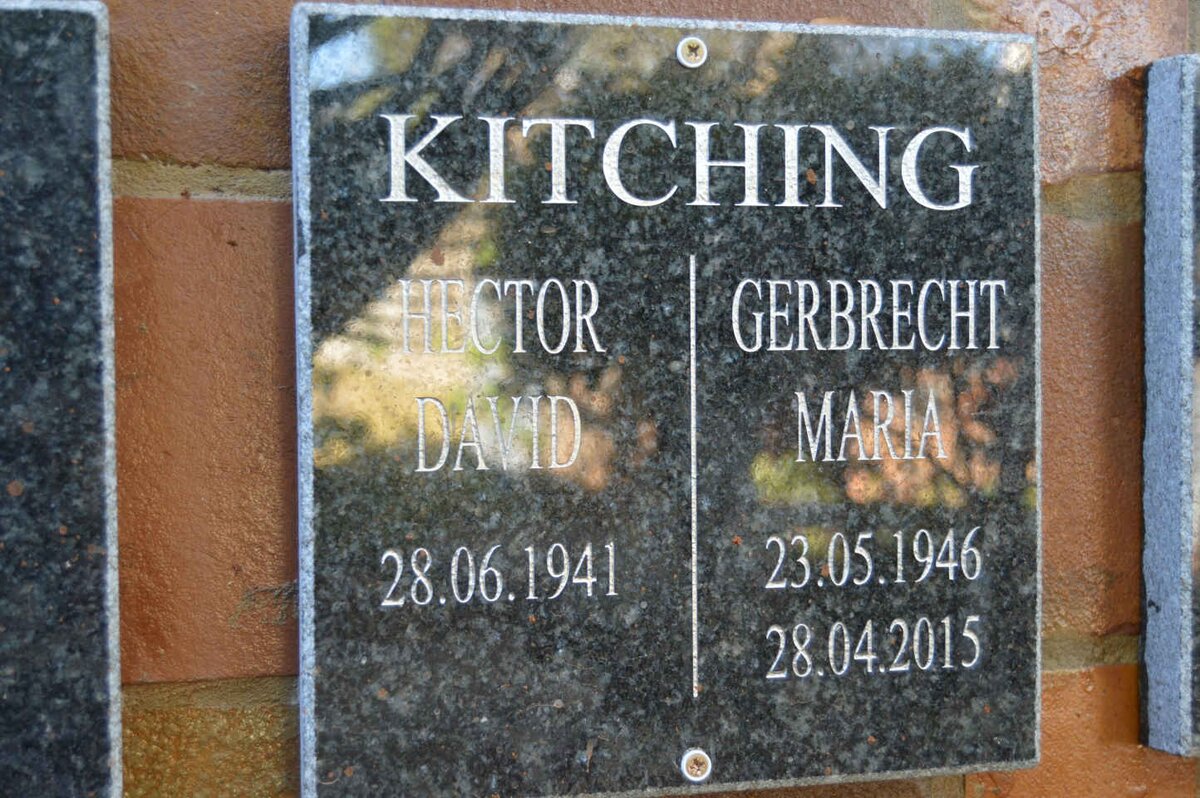 KITCHING
HECTOR
DAVID
28.06.1941
GERBRECHT
MARIA
23.05.1946
28.04.2015